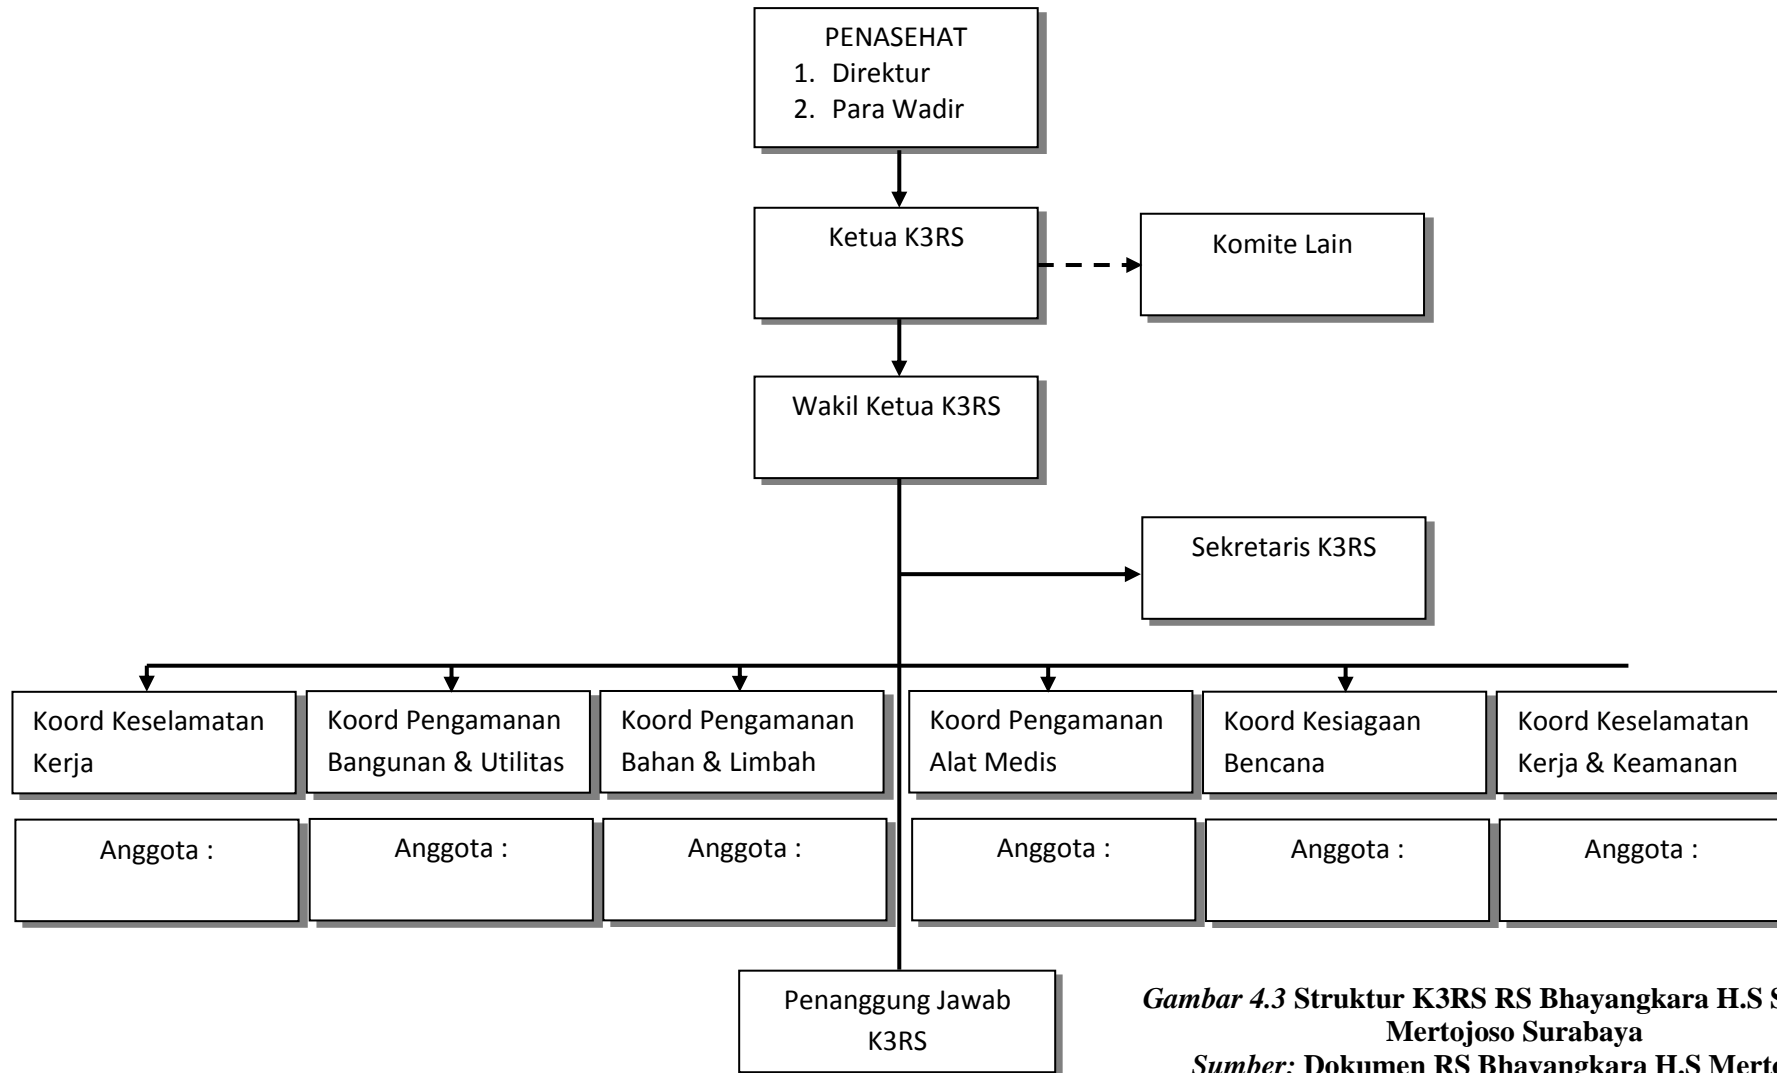 PENASEHAT
1. Direktur
2. Para Wadir
Ketua K3RS
Komite Lain
Wakil Ketua K3RS
Sekretaris K3RS
Koord Keselamatan
Kerja
Koord Pengamanan
Bangunan & Utilitas
Koord Pengamanan
Bahan & Limbah
Koord Pengamanan
Alat Medis
Koord Kesiagaan
Bencana
Koord Keselamatan
Kerja & Keamanan
Anggota :
Anggota :
Anggota :
Anggota :
Anggota :
Anggota :
Penanggung Jawab
K3RS
Gambar 4.3 Struktur K3RS RS Bhayangkara H.S
Mertojoso Surabaya
Sumber: Dokumen RS Bhayangkara H.S